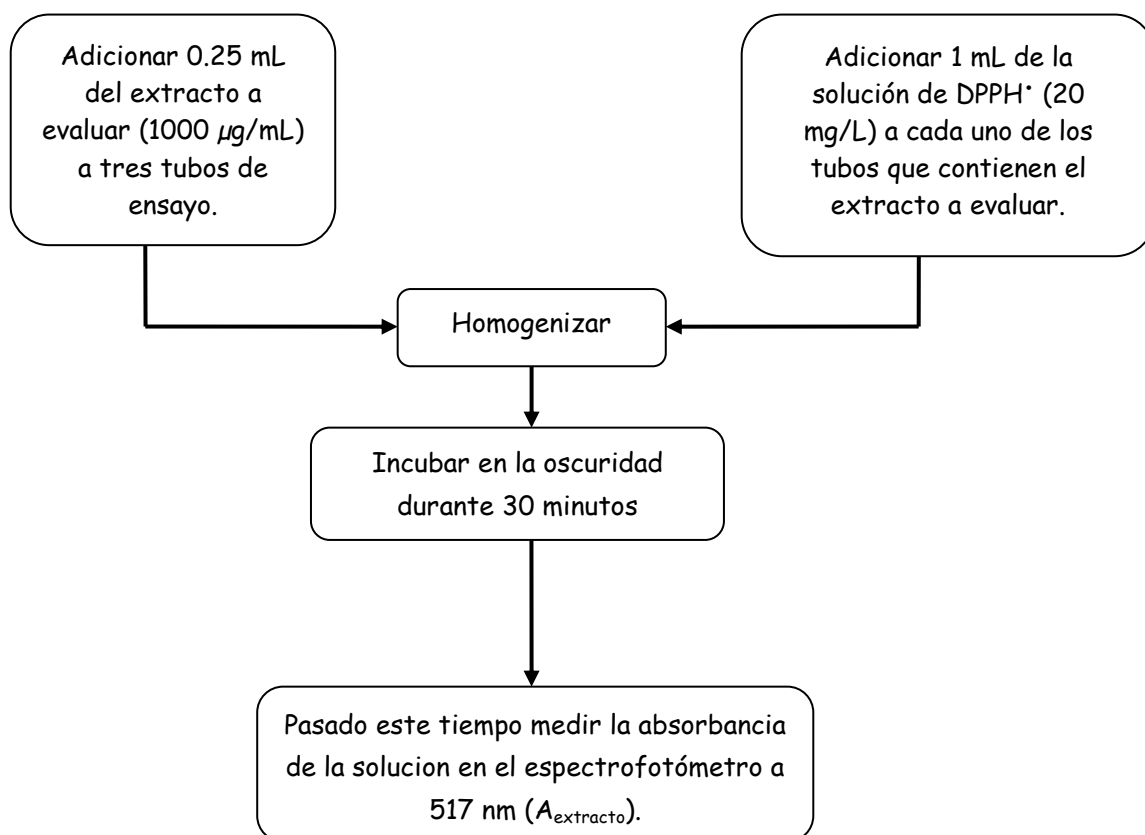 Adicionar 0.25 mL
del extracto a
evaluar (1000 µg/mL)
a tres tubos de
ensayo.
Adicionar 1 mL de la
solución de DPPH• (20
mg/L) a cada uno de los
tubos que contienen el
extracto a evaluar.
Homogenizar
Incubar en la oscuridad
durante 30 minutos
Pasado este tiempo medir la absorbancia
de la solucion en el espectrofotómetro a
517 nm (Aextracto).